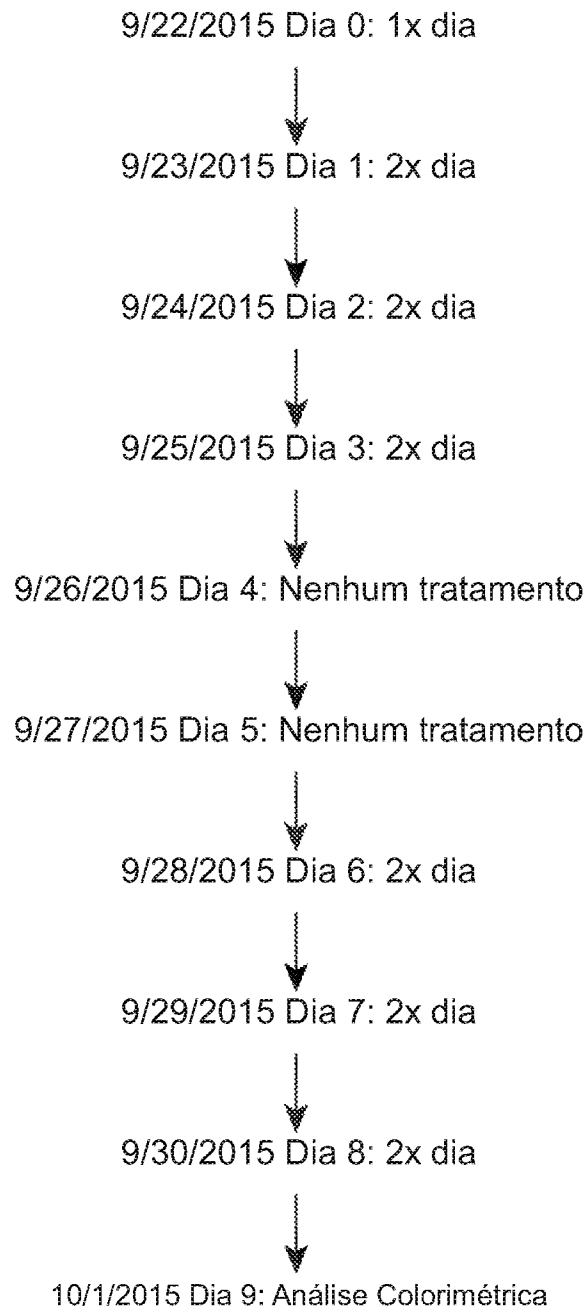 9/22/2015 Dia 0: 1x dia
9/23/2015 Dia 1: 2x dia
9/24/2015 Dia 2: 2x dia
9/25/2015 Dia 3: 2x dia
9/26/2015 Dia 4: Nenhum tratamento
9/27/2015 Dia 5: Nenhum tratamento
9/28/2015 Dia 6: 2x dia
9/29/2015 Dia 7: 2x dia
9/30/2015 Dia 8: 2x dia
10/1/2015 Dia 9: Análise Colorimétrica